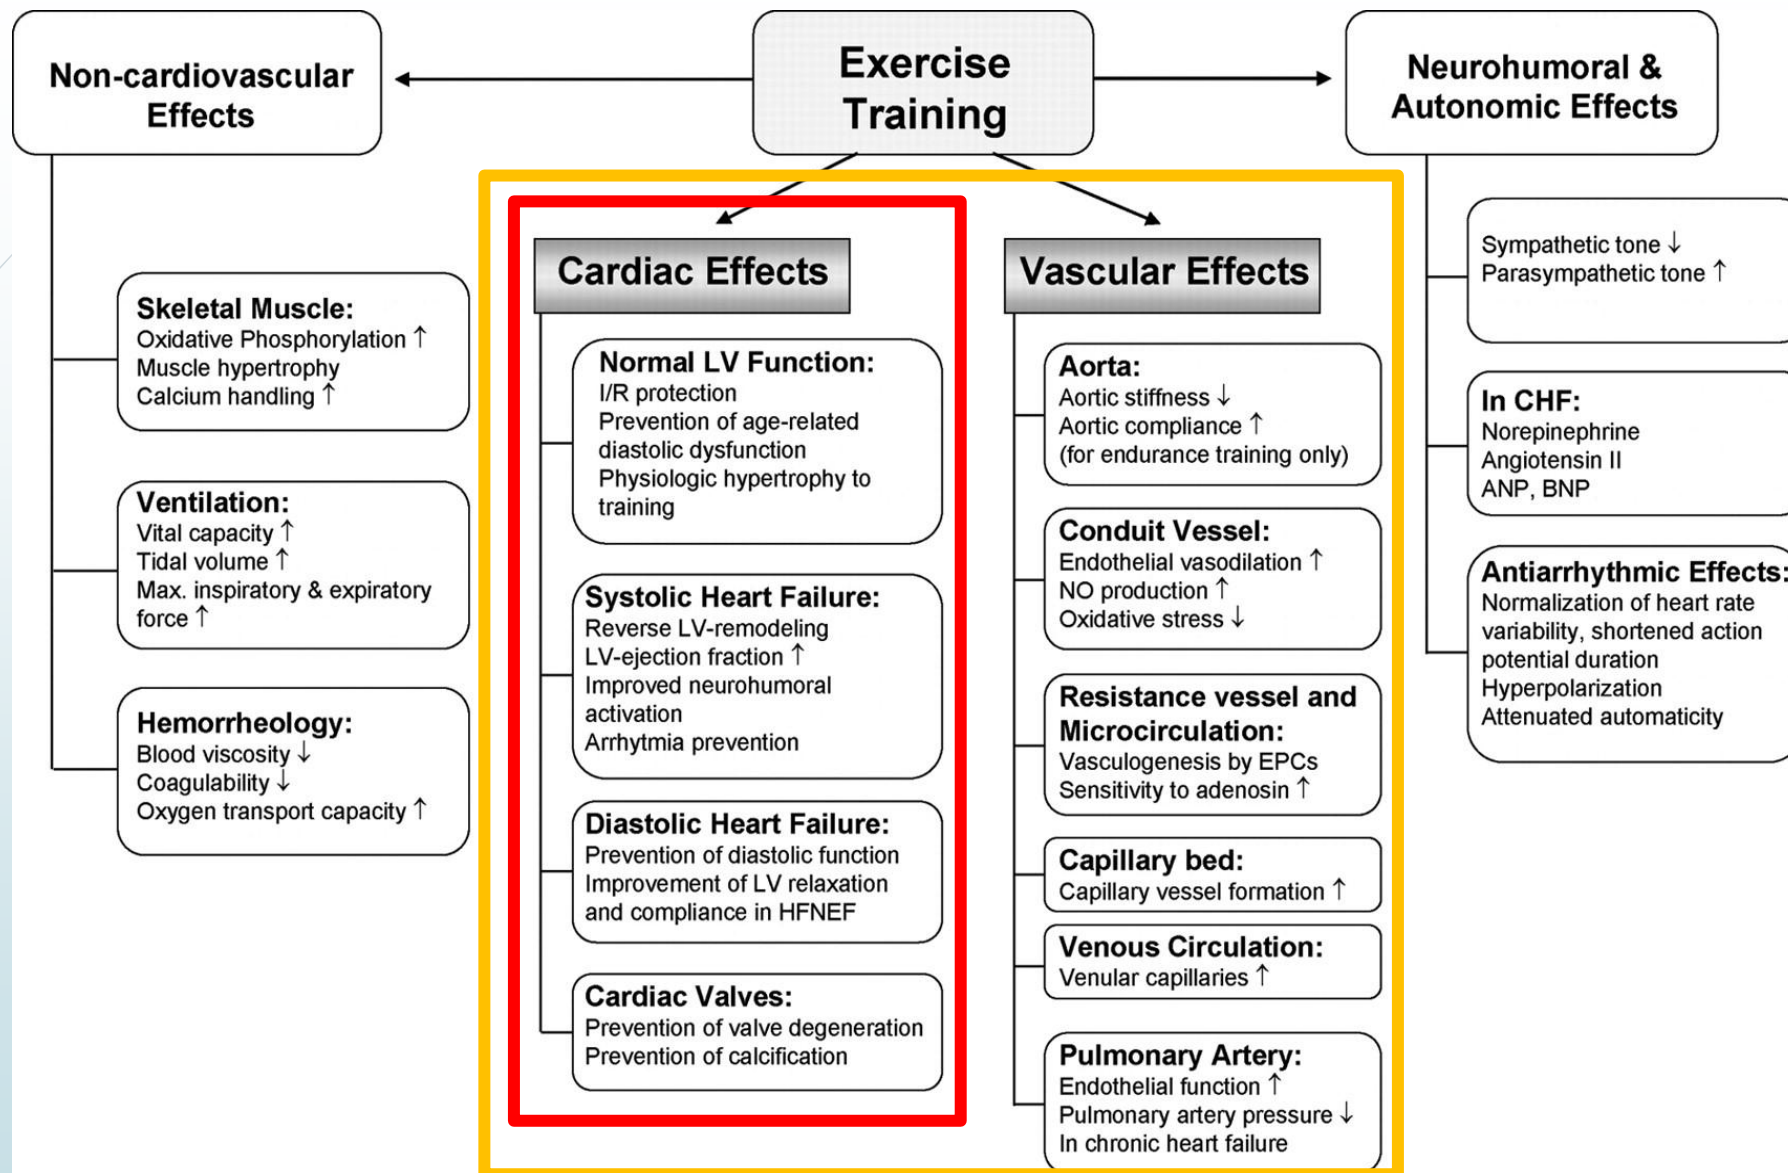 Exercise
Training
Non-cardiovascular
Effects
Skeletal Muscle:
Oxidative Phosphorylation ↑
Muscle hypertrophy
Calcium handling ↑
Ventilation:
Vital capacity ↑
Tidal volume ↑
Max. inspiratory & expiratory
force ↑
Hemorrheology:
Blood viscosity ↓
Coagulability ↓
Oxygen transport capacity ↑
Cardiac Effects
Normal LV Function:
I/R protection
Prevention of age-related
diastolic dysfunction
Physiologic hypertrophy to
training
Systolic Heart Failure:
Reverse LV-remodeling
LV-ejection fraction ↑
Improved neurohumoral
activation
Arrhytmia prevention
Diastolic Heart Failure:
Prevention of diastolic function
Improvement of LV relaxation
and compliance in HFNEF
Cardiac Valves:
Prevention of valve degeneration
Prevention of calcification
Vascular Effects
Aorta:
Aortic stiffness ↓
Aortic compliance ↑
(for endurance training only)
Conduit Vessel:
Endothelial vasodilation ↑
NO production ↑
Oxidative stress ↓
Resistance vessel and
Microcirculation:
Vasculogenesis by EPCs
Sensitivity to adenosin ↑
Capillary bed:
Capillary vessel formation ↑
Venous Circulation:
Venular capillaries ↑
Pulmonary Artery:
Endothelial function ↑
Pulmonary artery pressure ↓
In chronic heart failure
Neurohumoral &
Autonomic Effects
Sympathetic tone ↓
Parasympathetic tone ↑
In CHF:
Norepinephrine
Angiotensin II
ANP, BNP
Antiarrhythmic Effects:
Normalization of heart rate
variability, shortened action
potential duration
Hyperpolarization
Attenuated automaticity